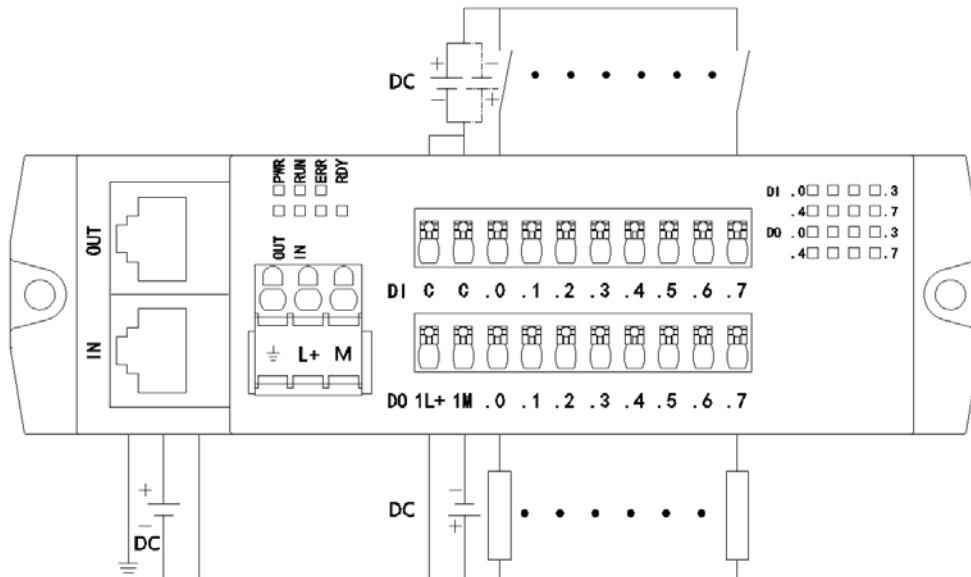 + −
DC
− +
PWR RUN ERR RDY
DI .0 .3
.4 .7
DO .0 .3
.4 .7
OUT
OUT IN
DI C C .0 .1 .2 .3 .4 .5 .6 .7
IN
L+ M
DO 1L+ 1M .0 .1 .2 .3 .4 .5 .6 .7
+
−
DC
−
DC
+